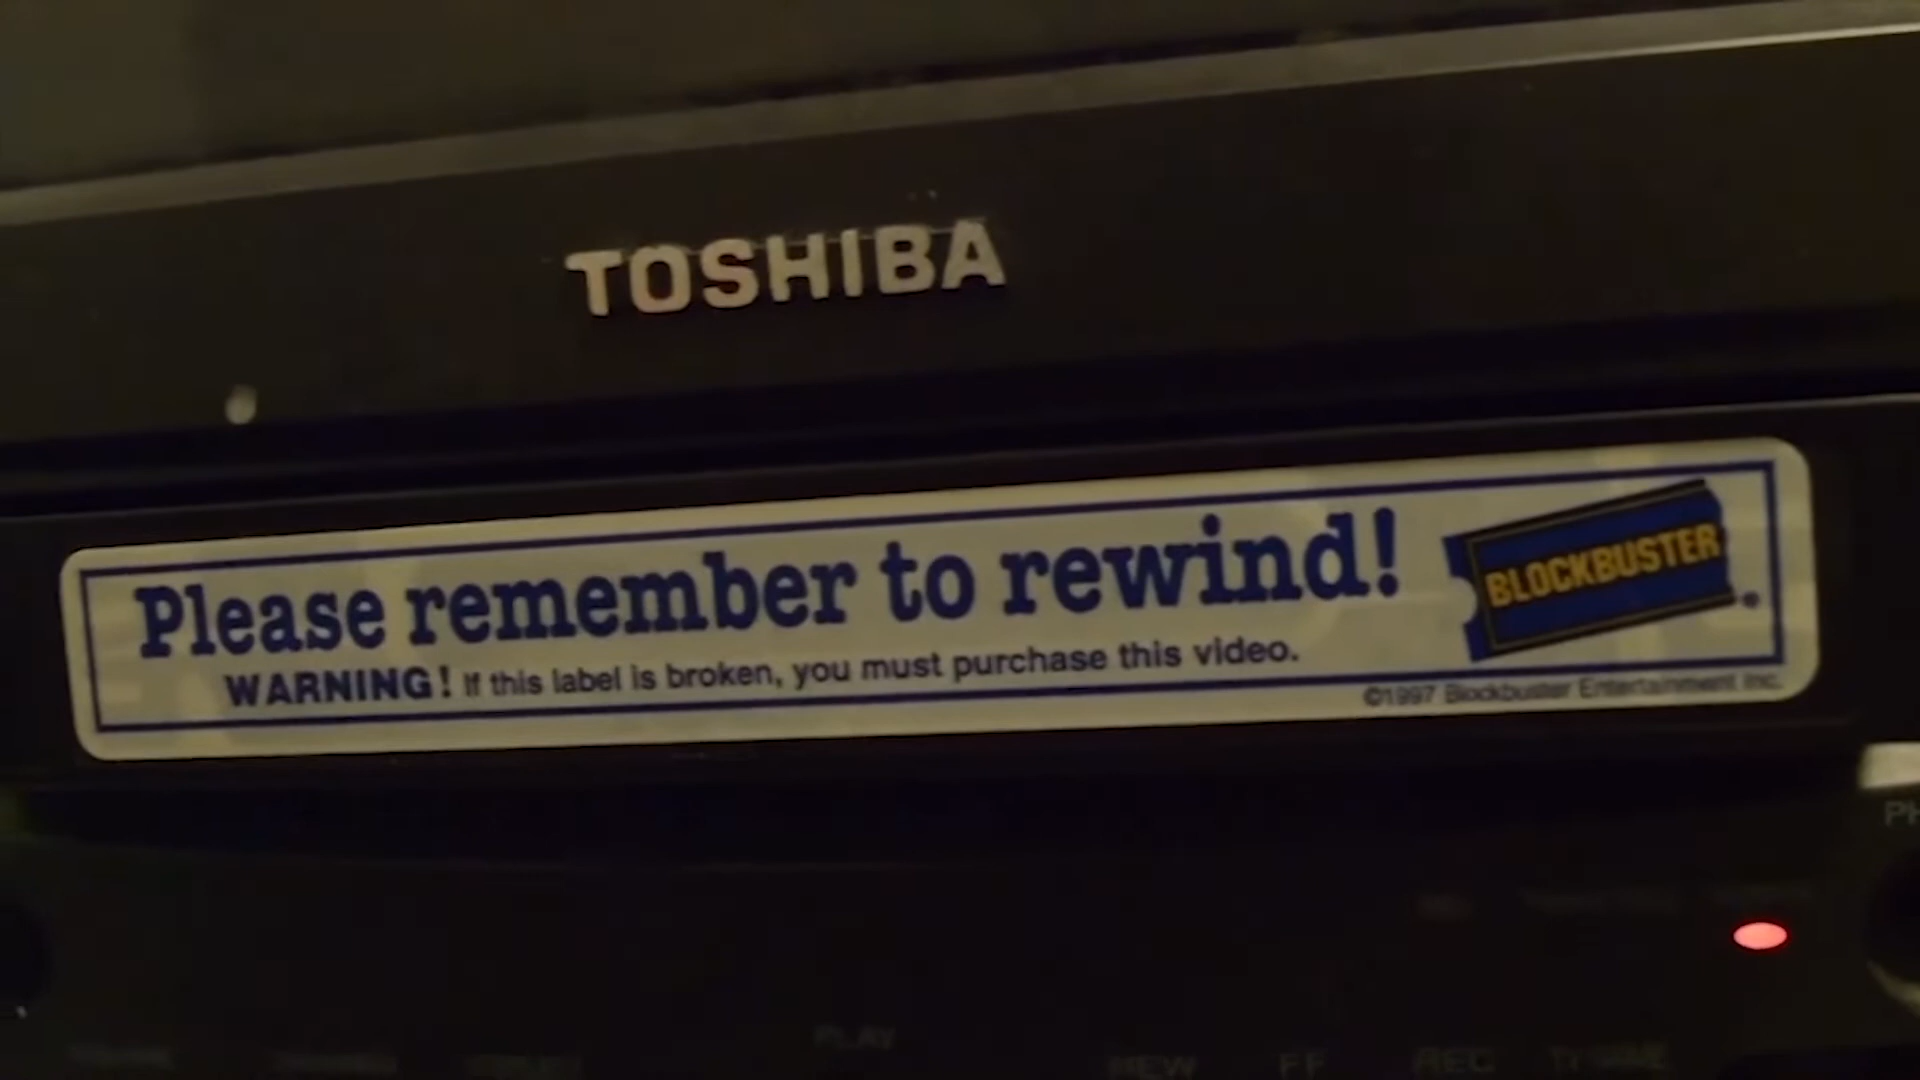 TOSHIBA
Please remember to rewind!
BLOCKBUSTER
WARNING! If this label is broken, you must purchase this video.
©1997 Blockbuster Entertainment Inc.
PLAY
FF
REC